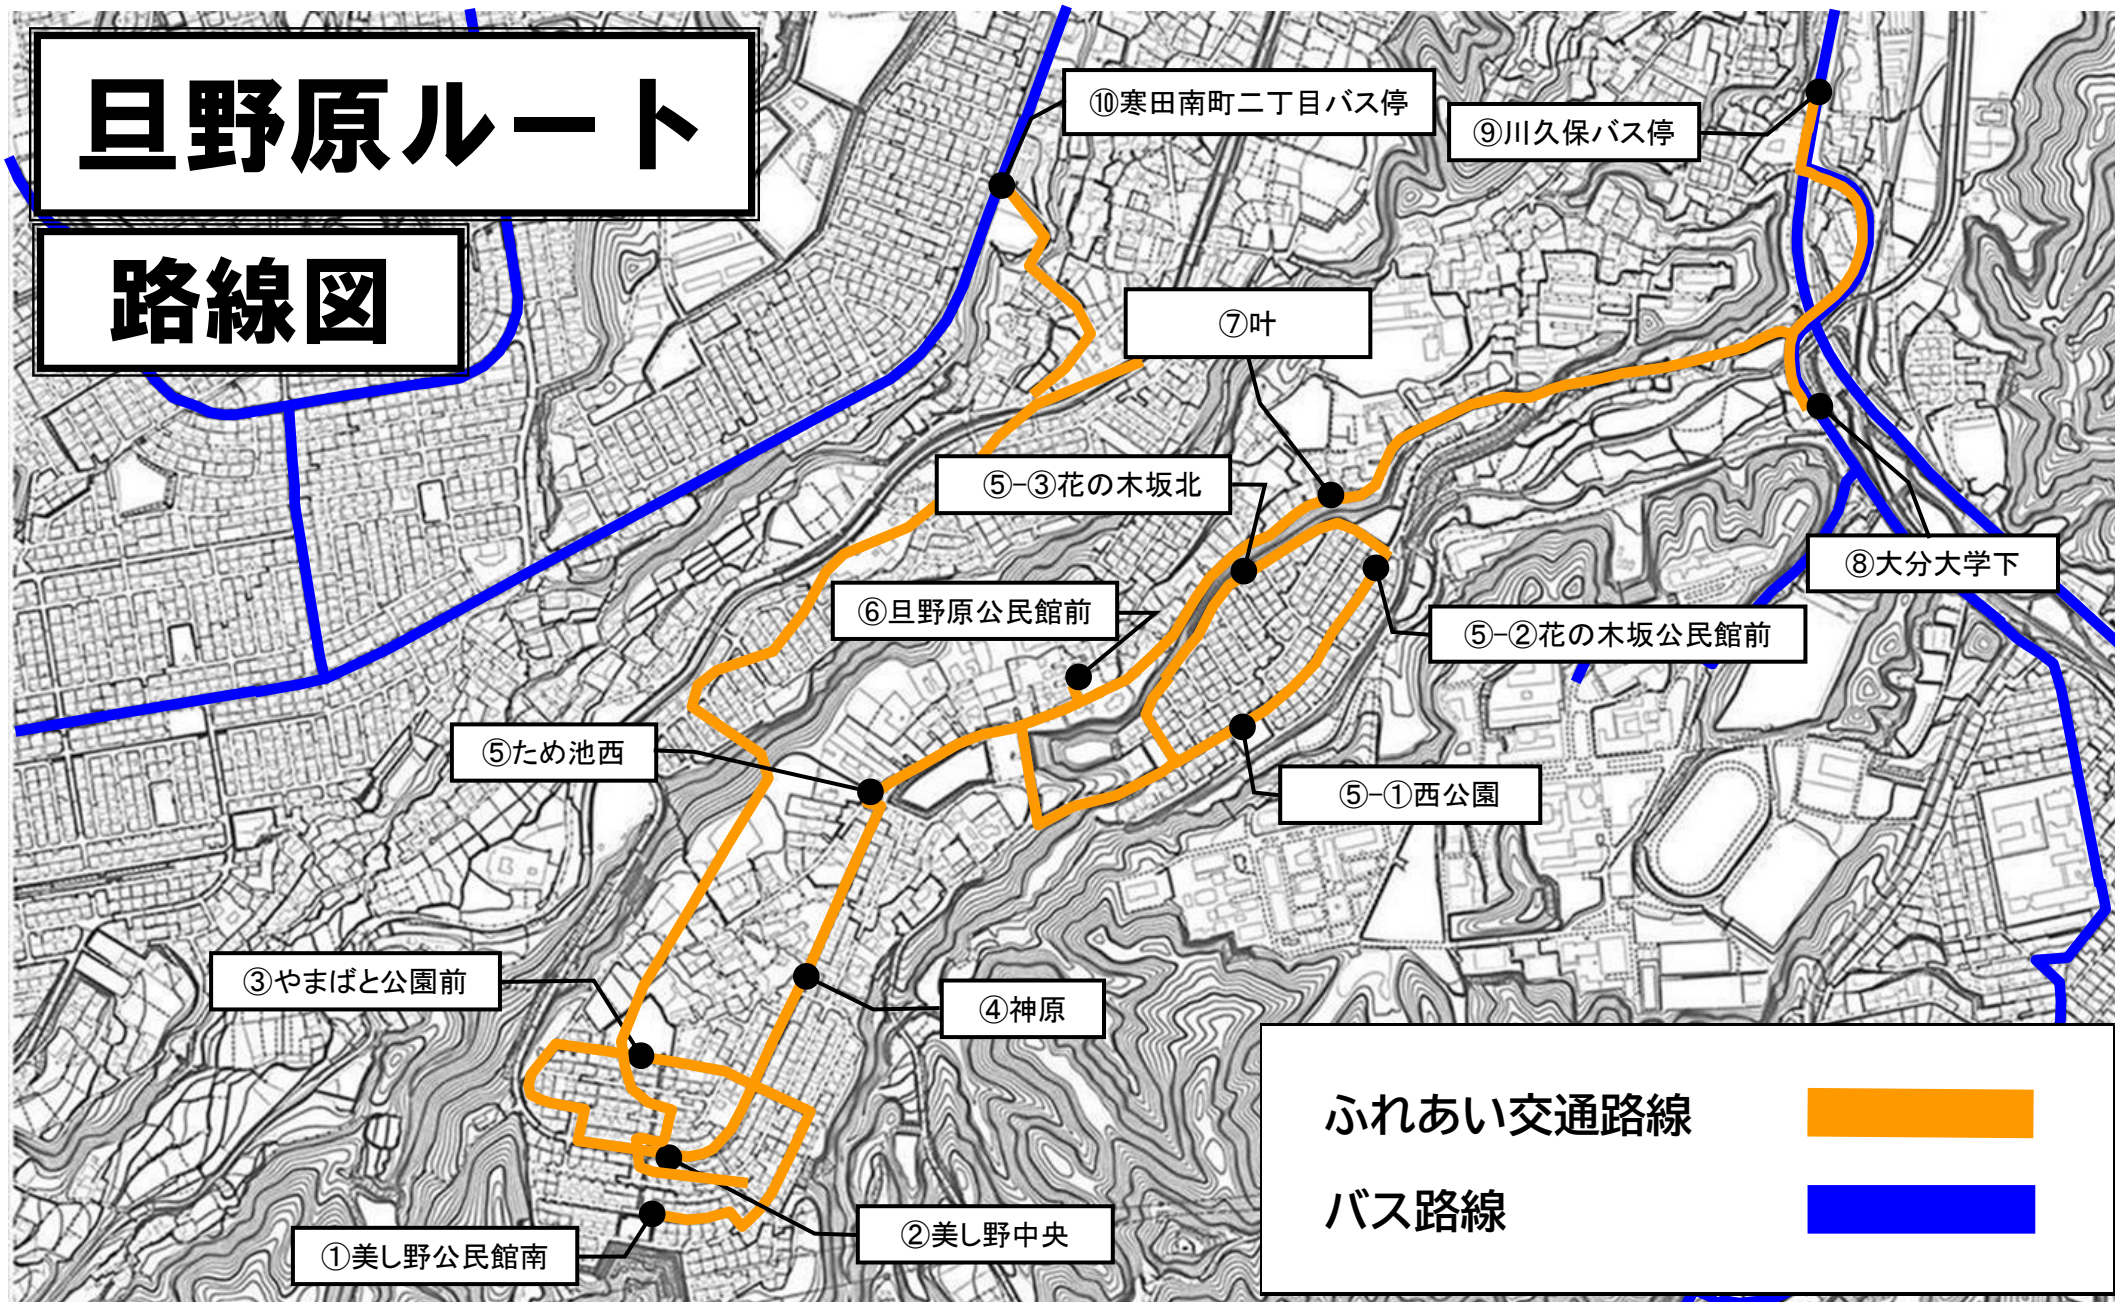 旦野原ルート
路線図
⑩寒田南町二丁目バス停
⑨川久保バス停
⑦叶
⑤-③花の木坂北
⑧大分大学下
⑥旦野原公民館前
⑤-②花の木坂公民館前
⑤ため池西
⑤-①西公園
③やまばと公園前
④神原
②美し野中央
①美し野公民館南
ふれあい交通路線
バス路線